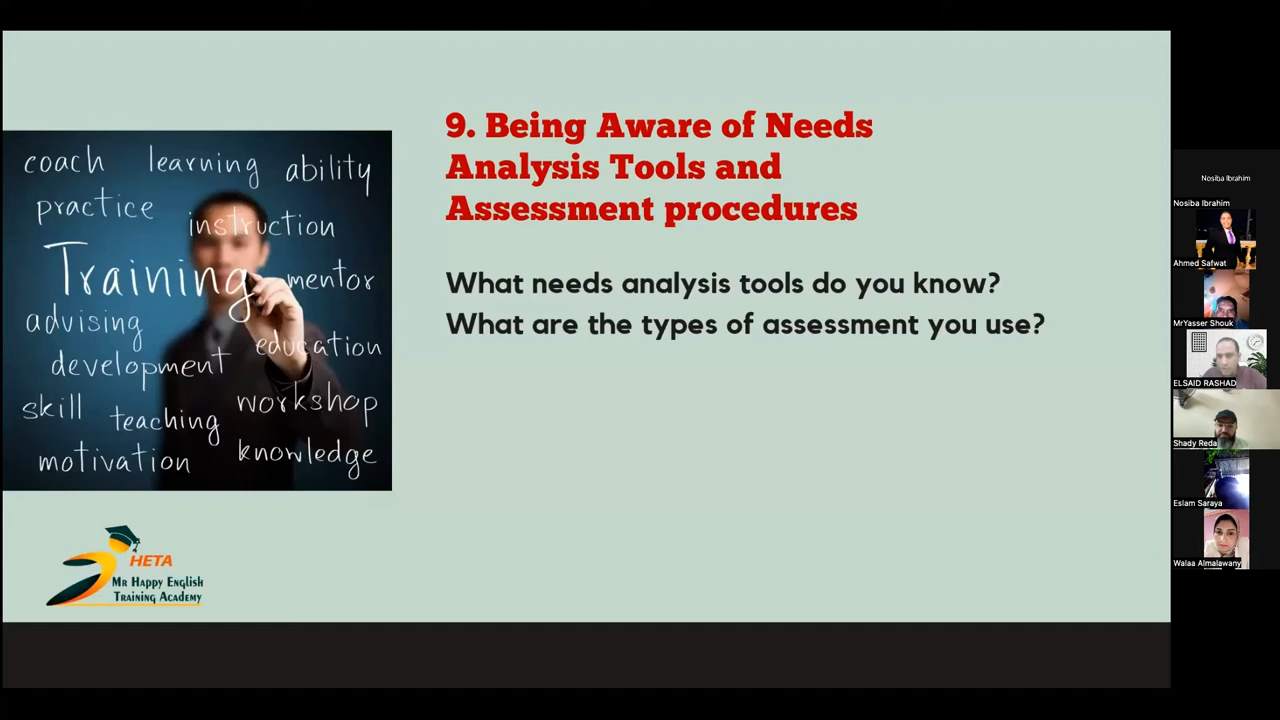 9. Being Aware of Needs
Analysis Tools and
Assessment procedures
What needs analysis tools do you know?
What are the types of assessment you use?
coach learning ability
practice instruction
Training mentor
advising
education
development
skill teaching workshop
motivation knowledge
HETA
Mr Happy English
Training Academy
Nosiba Ibrahim
Nosiba Ibrahim
Ahmed Safwat
MrYasser Shouk
ELSAID RASHAD
Shady Reda
Eslam Saraya
Walaa Almalawany